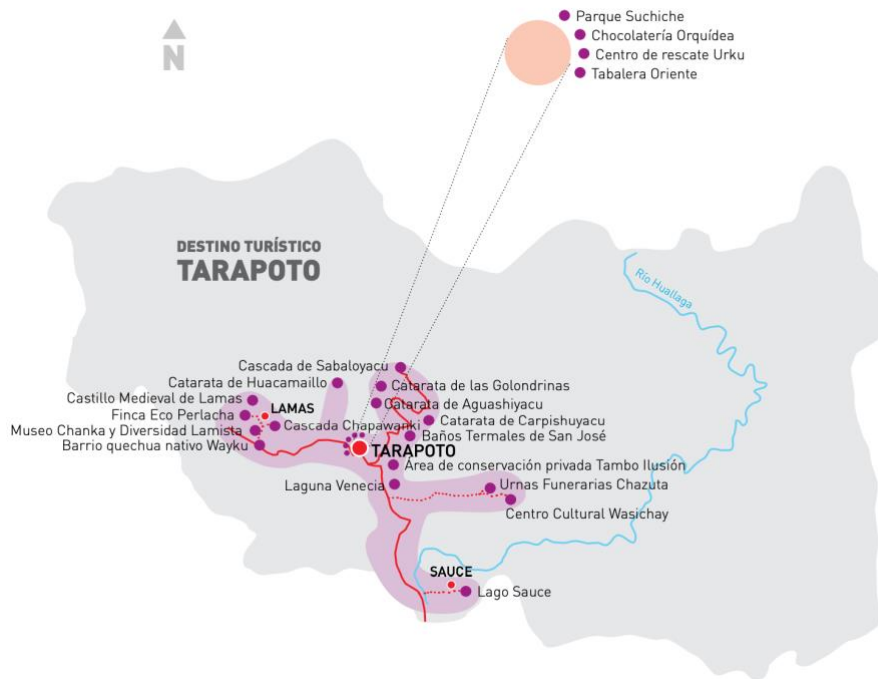 Parque Suchiche
Chocolatería Orquídea
N
Centro de rescate Urku
Tabalera Oriente
DESTINO TURÍSTICO
TARAPOTO
Río Huallaga
Cascada de Sabaloyacu
Catarata de Huacamaillo
Catarata de las Golondrinas
Castillo Medieval de Lamas
LAMAS
Catarata de Aguashiyacu
Finca Eco Perlacha
Cascada Chapawanki
Catarata de Carpishuyacu
Museo Chanka y Diversidad Lamista
Baños Termales de San José
Barrio quechua nativo Wayku
TARAPOTO
Área de conservación privada Tambo Ilusión
Laguna Venecia
Urnas Funerarias Chazuta
Centro Cultural Wasichay
SAUCE
Lago Sauce